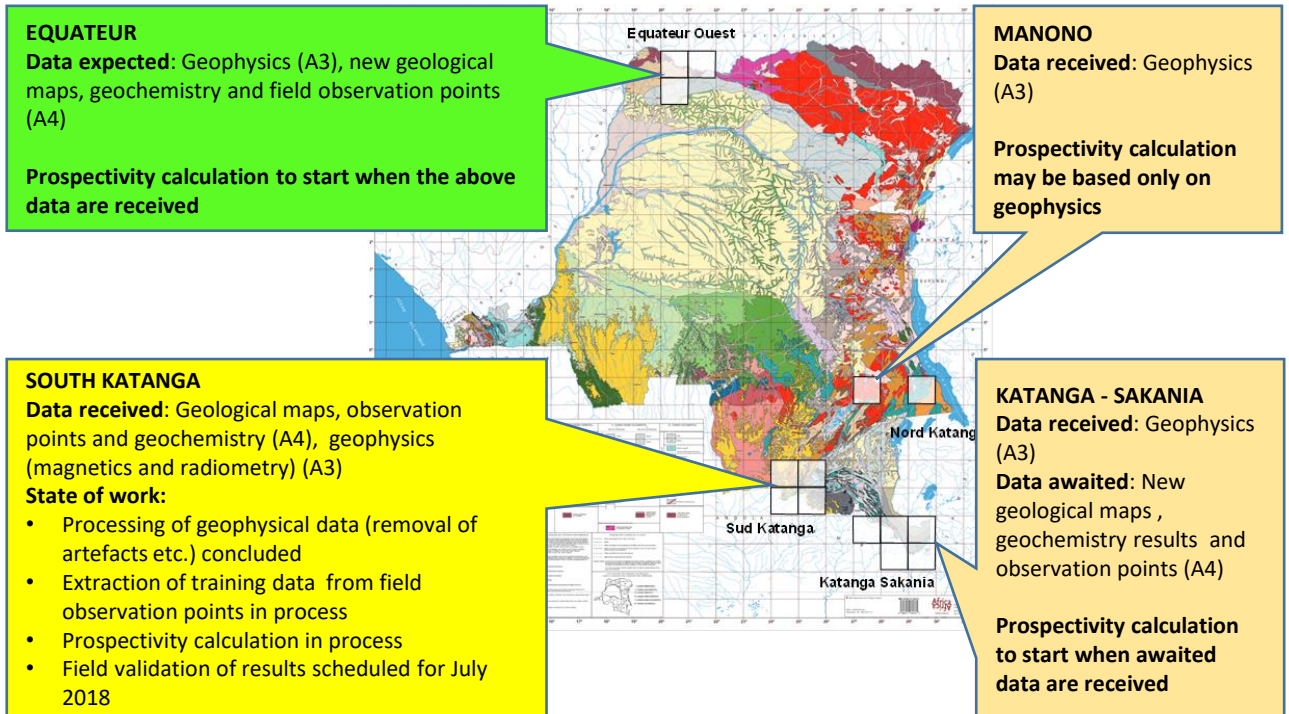 EQUATEUR
Data expected: Geophysics (A3), new geological
maps, geochemistry and field observation points
(A4)
Prospectivity calculation to start when the above
data are received
Equateur Ouest
MANONO
Data received: Geophysics
(A3)
Prospectivity calculation
may be based only on
geophysics
SOUTH KATANGA
Data received: Geological maps, observation
points and geochemistry (A4), geophysics
(magnetics and radiometry) (A3)
State of work:
• Processing of geophysical data (removal of
artefacts etc.) concluded
• Extraction of training data from field
observation points in process
• Prospectivity calculation in process
• Field validation of results scheduled for July
2018
Nord Katang
Sud Katanga
Katanga Sakania
KATANGA - SAKANIA
Data received: Geophysics
(A3)
Data awaited: New
geological maps ,
geochemistry results and
observation points (A4)
Prospectivity calculation
to start when awaited
data are received